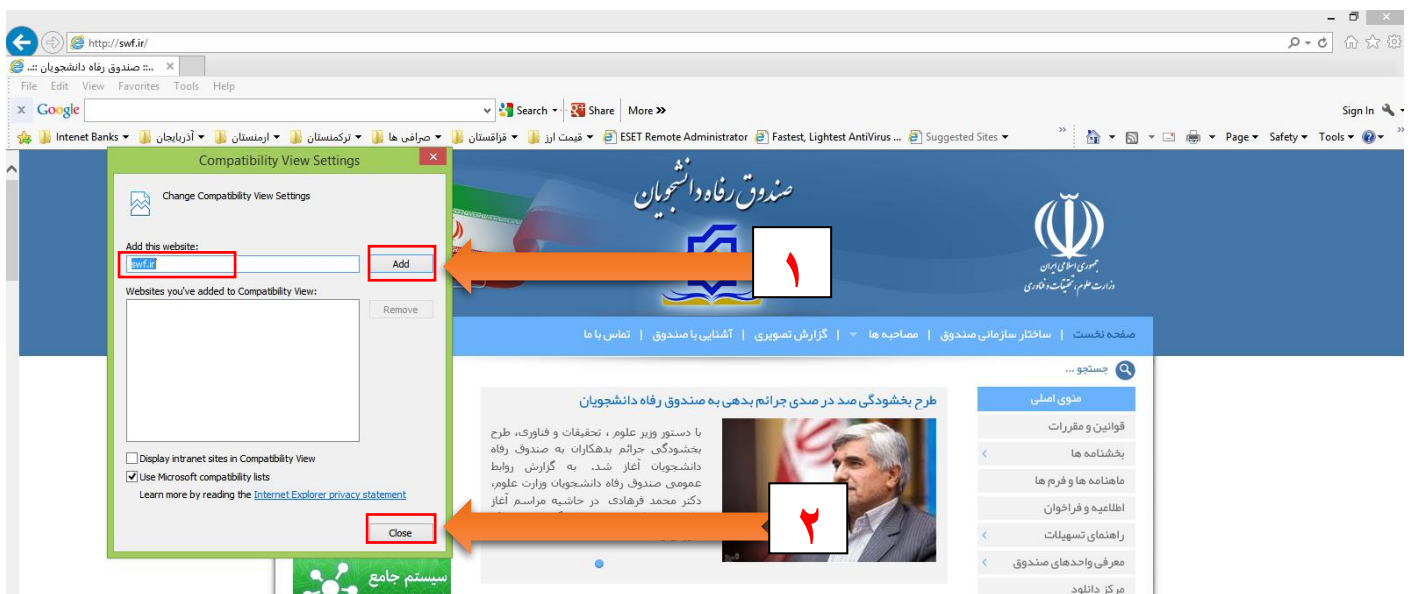 http://swf.ir/
..:: صندوق رفاه دانشجویان ::..
File Edit View Favorites Tools Help
x Google Search Share More » Sign In
Intenet Banks آذربایجان ارمنستان ترکمنستان صرافی ها قزاقستان قیمت ارز ESET Remote Administrator Fastest, Lightest AntiVirus ... Suggested Sites » Page Safety Tools »
Compatibility View Settings
Change Compatibility View Settings
Add this website:
swf.ir
Add
Websites you've added to Compatibility View:
Remove
Display intranet sites in Compatibility View
Use Microsoft compatibility lists
Learn more by reading the Internet Explorer privacy statement
Close
۱
۲
صندوق رفاه دانشجویان
جمهوری اسلامی ایران
وزارت علوم، تحقیقات و فناوری
صفحه نخست | ساختار سازمانی صندوق | مصاحبه ها | گزارش تصویری | آشنایی با صندوق | تماس با ما
جستجو ...
منوی اصلی
قوانین و مقررات
بخشنامه ها
ماهنامه ها و فرم ها
اطلاعیه و فراخوان
راهنمای تسهیلات
معرفی واحدهای صندوق
مرکز دانلود
طرح بخشودگی صد در صدی جرائم بدهی به صندوق رفاه دانشجویان
با دستور وزیر علوم ، تحقیقات و فناوری، طرح
بخشودگی جرائم بدهکاران به صندوق رفاه
دانشجویان آغاز شد. به گزارش روابط
عمومی صندوق رفاه دانشجویان وزارت علوم،
دکتر محمد فرهادی در حاشیه مراسم آغاز
سیستم جامع